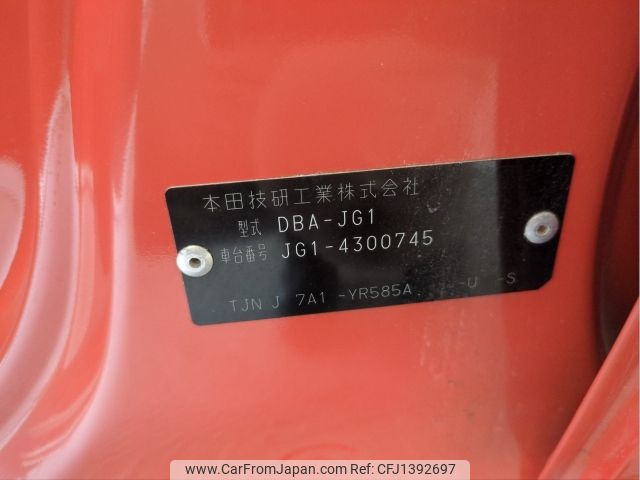 本田技研工業株式会社
型式 DBA-JG1
車台番号 JG1-4300745
TJN J 7A1 -YR585A -U -S
www.CarFromJapan.com - CFJ1392697